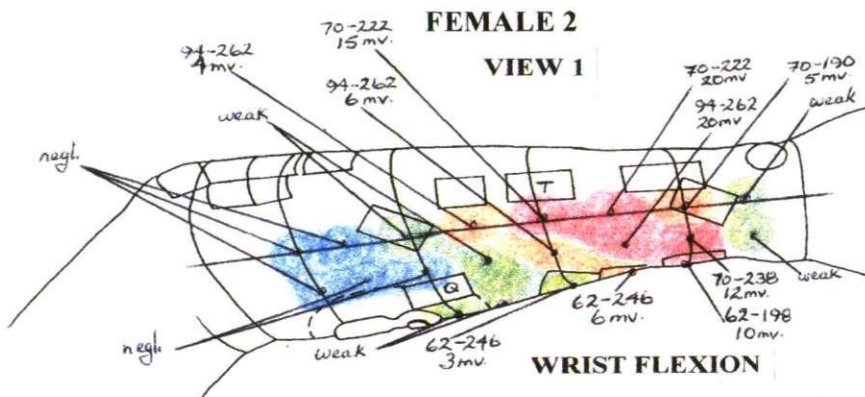 FEMALE 2
VIEW 1
94-262
4 mv.
70-222
15 mv.
94-262
6 mv.
70-222
20 mv.
94-262
20 mv.
70-190
5 mv.
weak
weak
negl.
T
Q
negl.
weak
62-246
3 mv.
62-246
6 mv.
70-238
12 mv.
62-198
10 mv.
weak
WRIST FLEXION